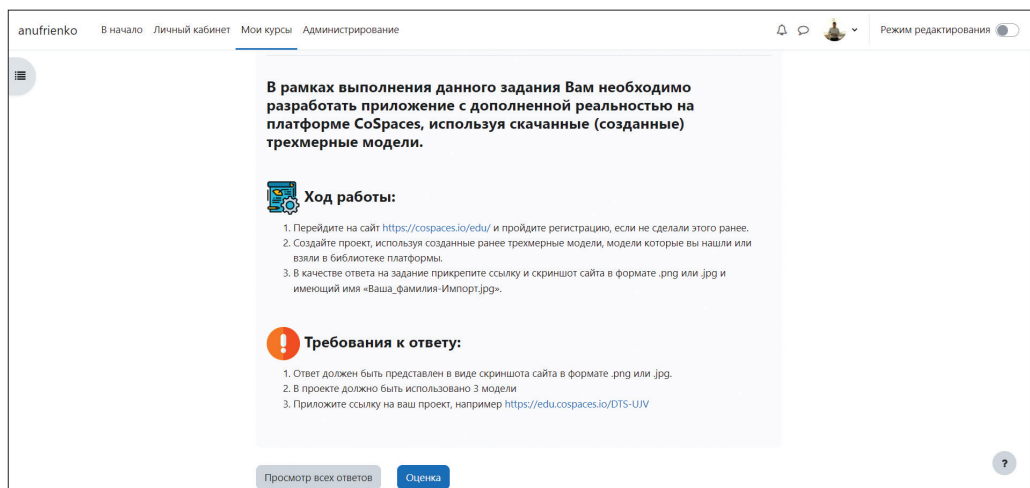 anufrienko В начало Личный кабинет Мои курсы Администрирование Режим редактирования
В рамках выполнения данного задания Вам необходимо
разработать приложение с дополненной реальностью на
платформе CoSpaces, используя скачанные (созданные)
трехмерные модели.
Ход работы:
1. Перейдите на сайт https://cospaces.io/edu/ и пройдите регистрацию, если не сделали этого ранее.
2. Создайте проект, используя созданные ранее трехмерные модели, модели которые вы нашли или
взяли в библиотеке платформы.
3. В качестве ответа на задание прикрепите ссылку и скриншот сайта в формате .png или .jpg и
имеющий имя «Ваша_фамилия-Импорт.jpg».
Требования к ответу:
1. Ответ должен быть представлен в виде скриншота сайта в формате .png или .jpg.
2. В проекте должно быть использовано 3 модели
3. Приложите ссылку на ваш проект, например https://edu.cospaces.io/DTS-UJV
?
Просмотр всех ответов Оценка